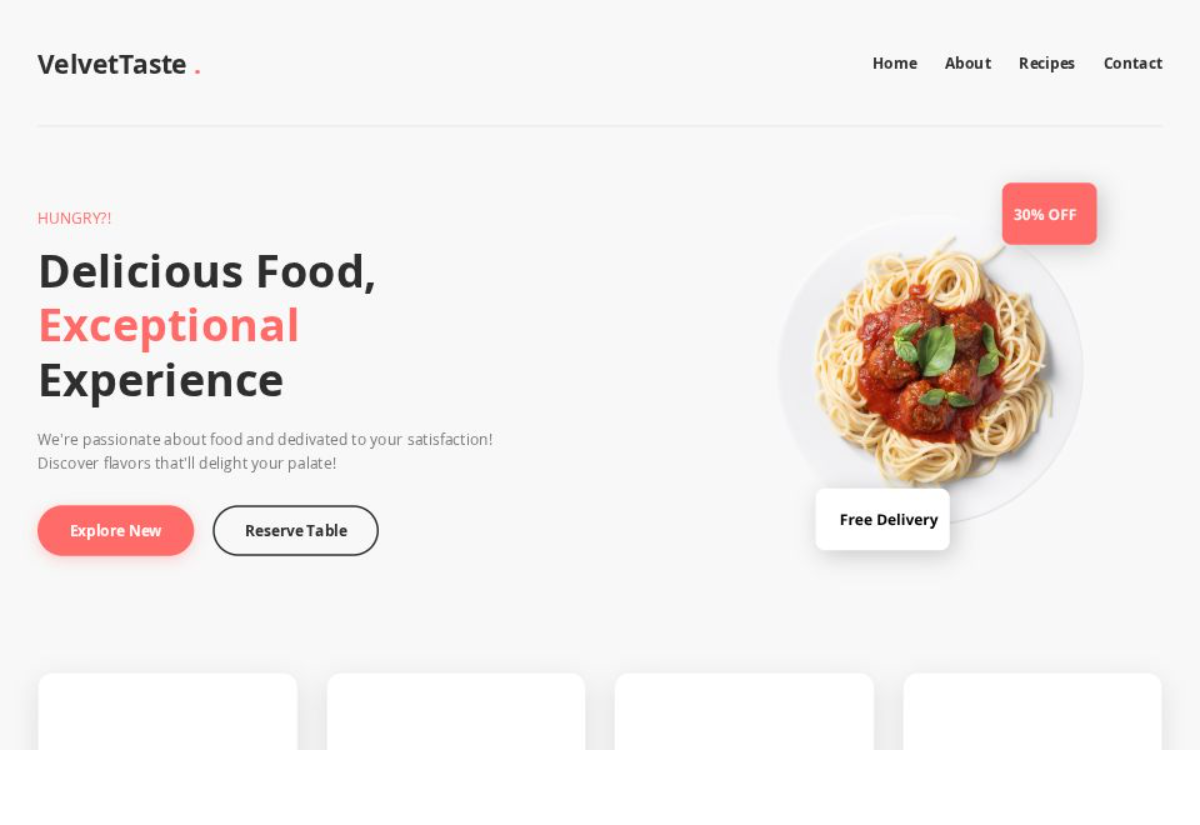 VelvetTaste .
Home About Recipes Contact
30% OFF
HUNGRY?!
Delicious Food,
Exceptional
Experience
We're passionate about food and dedivated to your satisfaction!
Discover flavors that'll delight your palate!
Explore New Reserve Table
Free Delivery